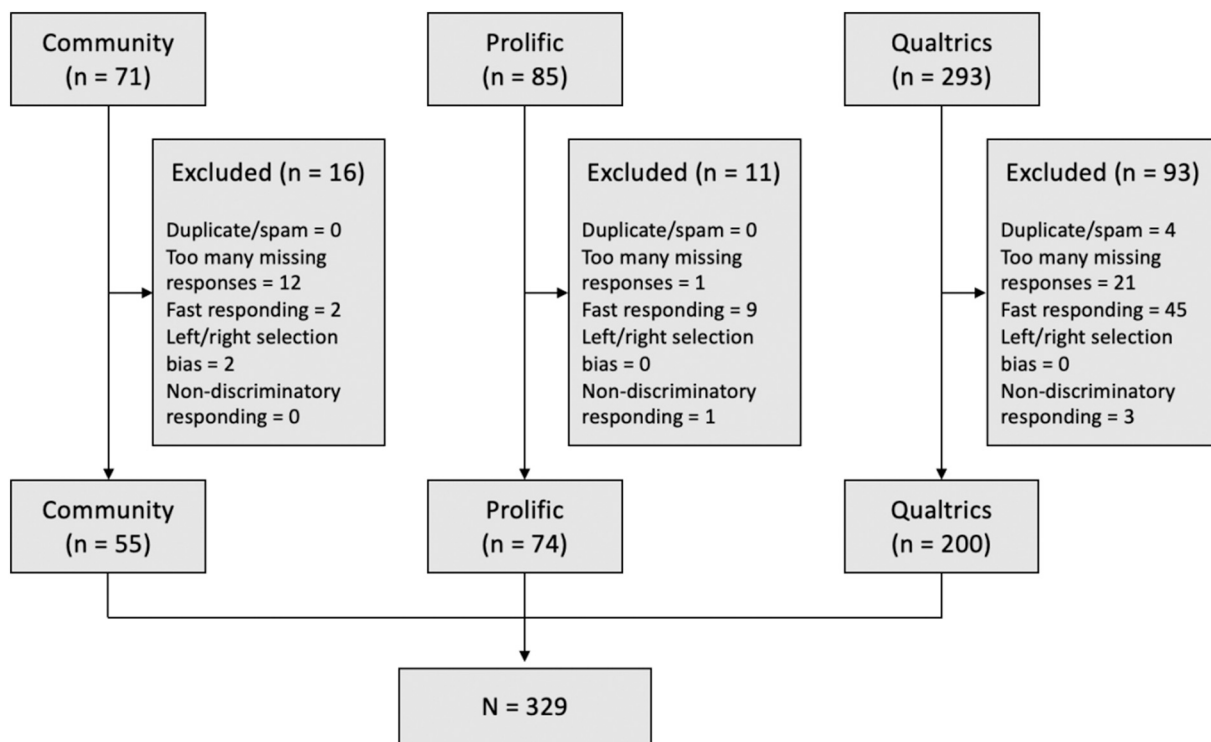 Community
(n = 71)
Prolific
(n = 85)
Qualtrics
(n = 293)
Excluded (n = 16)
Duplicate/spam = 0
Too many missing
responses = 12
Fast responding = 2
Left/right selection
bias = 2
Non-discriminatory
responding = 0
Excluded (n = 11)
Duplicate/spam = 0
Too many missing
responses = 1
Fast responding = 9
Left/right selection
bias = 0
Non-discriminatory
responding = 1
Excluded (n = 93)
Duplicate/spam = 4
Too many missing
responses = 21
Fast responding = 45
Left/right selection
bias = 0
Non-discriminatory
responding = 3
Community
(n = 55)
Prolific
(n = 74)
Qualtrics
(n = 200)
N = 329